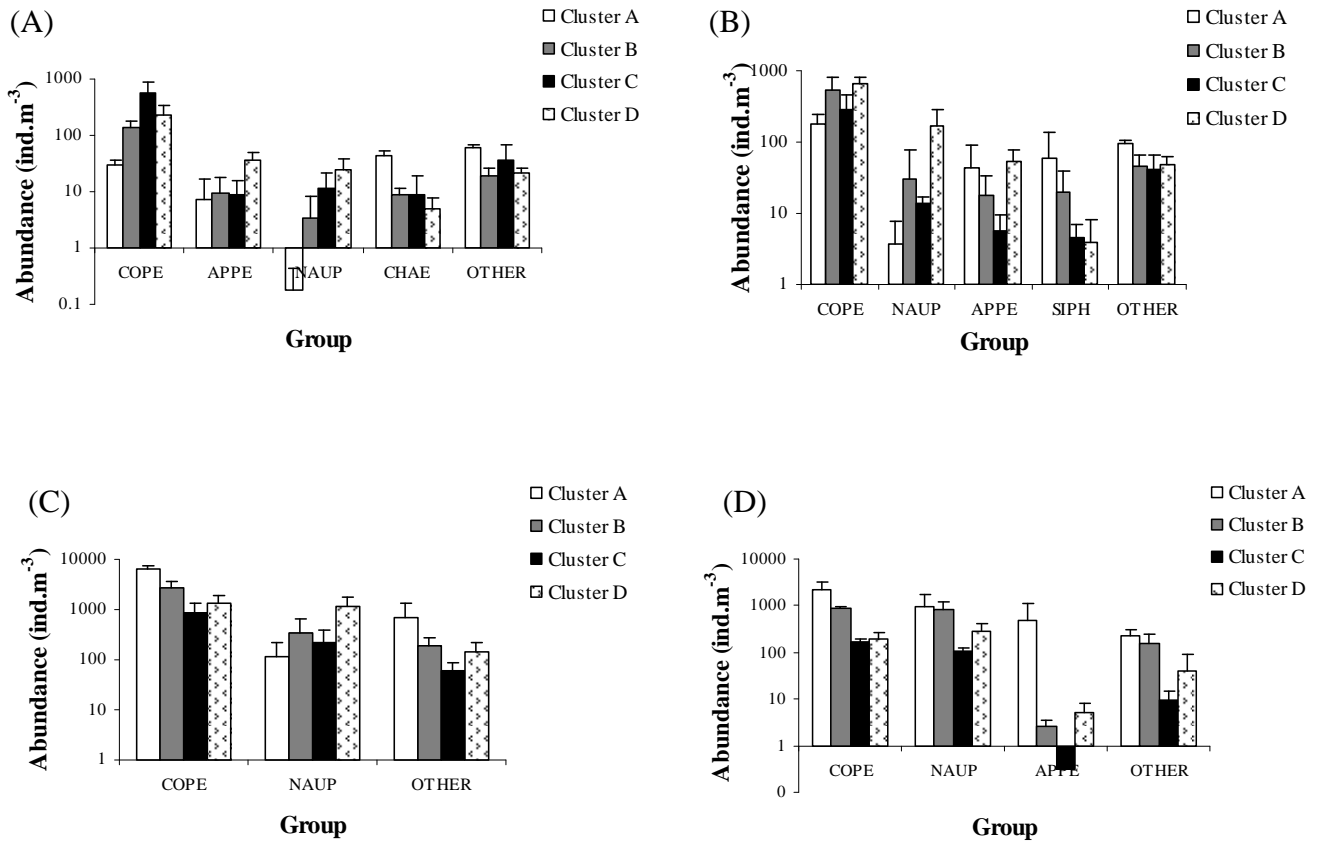 (A)
Cluster A
Cluster B
Cluster C
Cluster D
Abundance (ind.m-3)
1000
100
10
1
0.1
COPE APPE NAUP CHAE OTHER
Group
(B)
Cluster A
Cluster B
Cluster C
Cluster D
Abundance (ind.m-3)
1000
100
10
1
COPE NAUP APPE SIPH OTHER
Group
(C)
Cluster A
Cluster B
Cluster C
Cluster D
Abundance (ind.m-3)
10000
1000
100
10
1
COPE NAUP OTHER
Group
(D)
Cluster A
Cluster B
Cluster C
Cluster D
Abundance (ind.m-3)
10000
1000
100
10
1
0
COPE NAUP APPE OTHER
Group